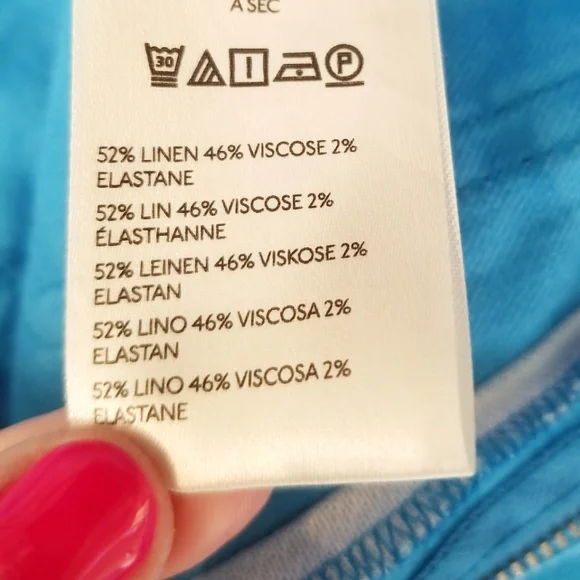 A SEC
30 P
52% LINEN 46% VISCOSE 2%
ELASTANE
52% LIN 46% VISCOSE 2%
ÉLASTHANNE
52% LEINEN 46% VISKOSE 2%
ELASTAN
52% LINO 46% VISCOSA 2%
ELASTAN
52% LINO 46% VISCOSA 2%
ELASTANE